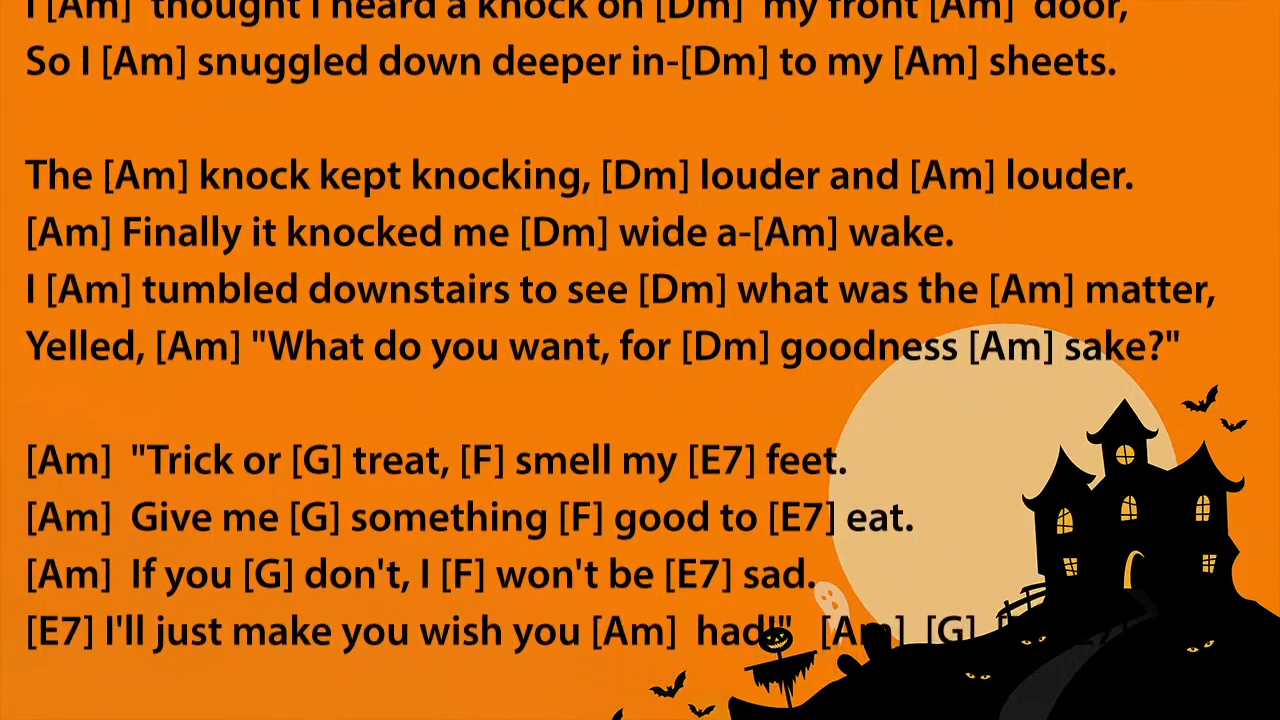 I [Am] thought I heard a knock on [Dm] my front [Am] door,
So I [Am] snuggled down deeper in-[Dm] to my [Am] sheets.
The [Am] knock kept knocking, [Dm] louder and [Am] louder.
[Am] Finally it knocked me [Dm] wide a-[Am] wake.
I [Am] tumbled downstairs to see [Dm] what was the [Am] matter,
Yelled, [Am] "What do you want, for [Dm] goodness [Am] sake?"
[Am] "Trick or [G] treat, [F] smell my [E7] feet.
[Am] Give me [G] something [F] good to [E7] eat.
[Am] If you [G] don't, I [F] won't be [E7] sad.
[E7] I'll just make you wish you [Am] had!" [Am] [G]